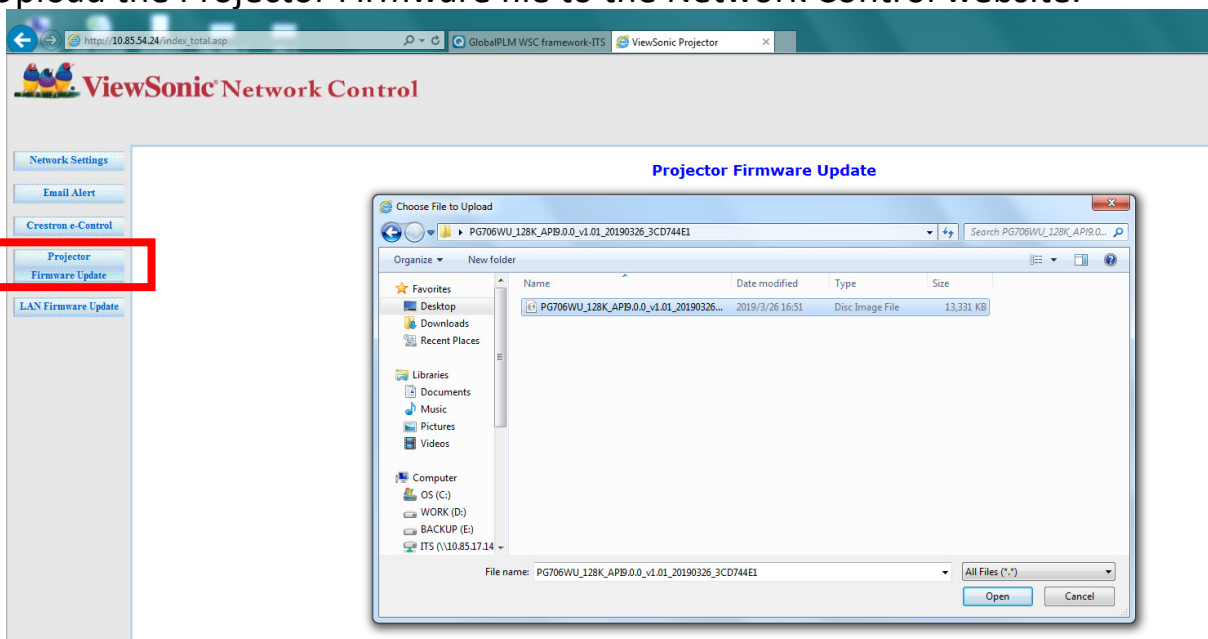 Upload the Projector Firmware file to the Network Control website.
http://10.85.54.24/index_total.asp
GlobalPLM WSC framework-ITS
ViewSonic Projector
ViewSonic® Network Control
Network Settings
Email Alert
Crestron e-Control
Projector
Firmware Update
LAN Firmware Update
Projector Firmware Update
Choose File to Upload
PG706WU_128K_API9.0.0_v1.01_20190326_3CD744E1
Search PG706WU_128K_API9.0...
Organize New folder
Name Date modified Type Size
PG706WU_128K_API9.0.0_v1.01_20190326... 2019/3/26 16:51 Disc Image File 13,331 KB
Favorites
Desktop
Downloads
Recent Places
Libraries
Documents
Music
Pictures
Videos
Computer
OS (C:)
WORK (D:)
BACKUP (E:)
ITS (\\10.85.17.14
File name: PG706WU_128K_API9.0.0_v1.01_20190326_3CD744E1
All Files (*.*)
Open Cancel